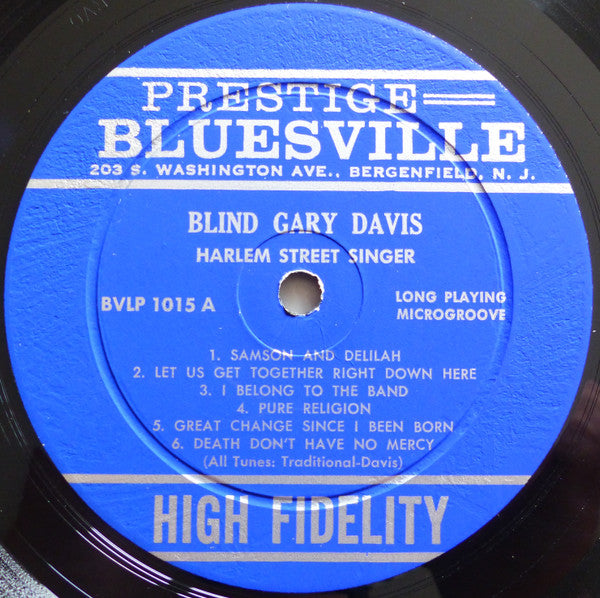 PRESTIGE
BLUESVILLE
203 S. WASHINGTON AVE., BERGENFIELD, N. J.
BLIND GARY DAVIS
HARLEM STREET SINGER
BVLP 1015 A
LONG PLAYING
MICROGROOVE
1. SAMSON AND DELILAH
2. LET US GET TOGETHER RIGHT DOWN HERE
3. I BELONG TO THE BAND
4. PURE RELIGION
5. GREAT CHANGE SINCE I BEEN BORN
6. DEATH DON'T HAVE NO MERCY
(All Tunes: Traditional-Davis)
HIGH FIDELITY